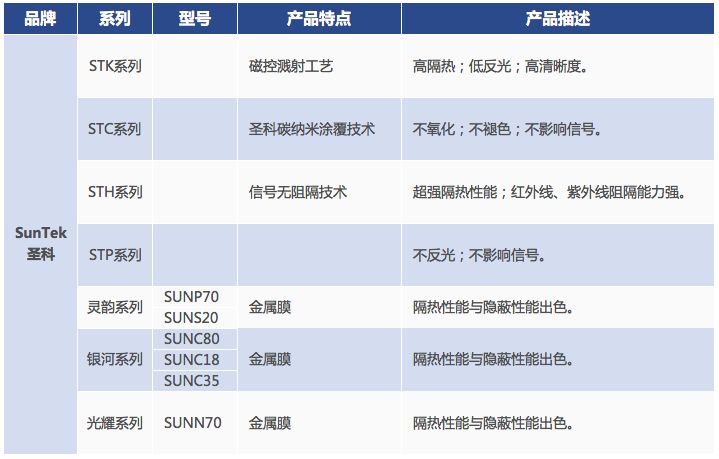 品牌 系列 型号 产品特点 产品描述
STK系列 磁控溅射工艺 高隔热；低反光；高清晰度。
STC系列 圣科碳纳米涂覆技术 不氧化；不褪色；不影响信号。
STH系列 信号无阻隔技术 超强隔热性能；红外线、紫外线阻隔能力强。
SunTek
圣科
STP系列 不反光；不影响信号。
灵韵系列 SUNP70 金属膜 隔热性能与隐蔽性能出色。
SUNS20
银河系列 SUNC80 金属膜 隔热性能与隐蔽性能出色。
SUNC18
SUNC35
光耀系列 SUNN70 金属膜 隔热性能与隐蔽性能出色。